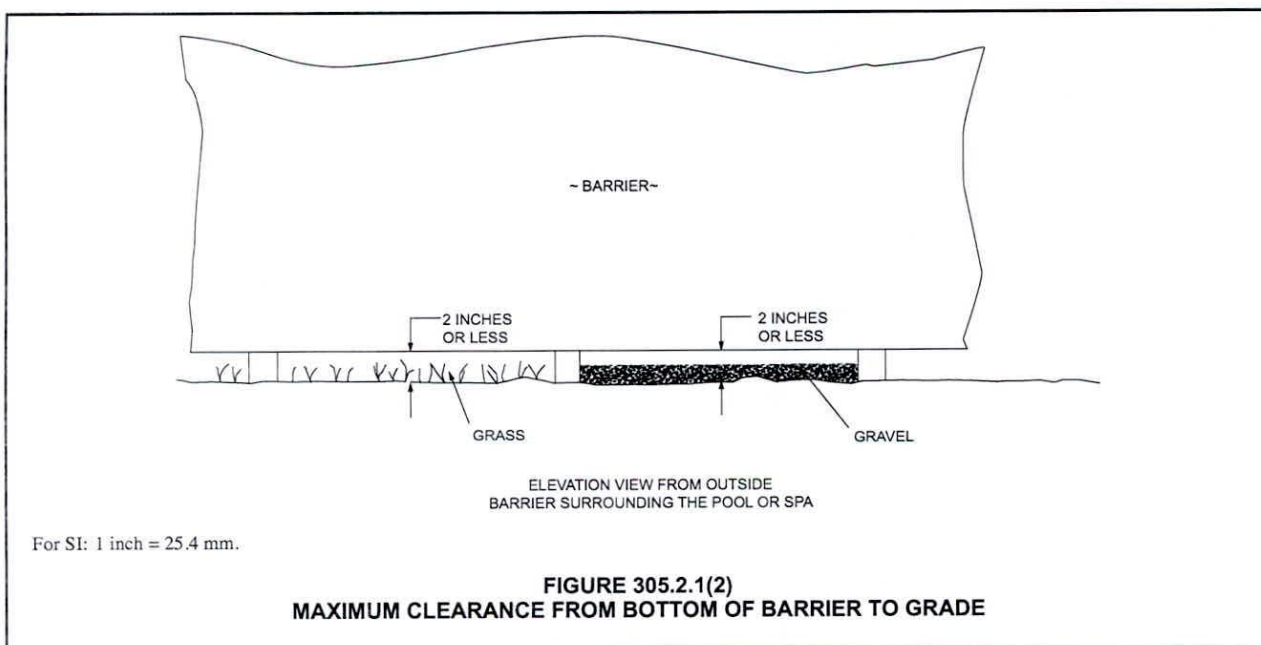 ~ BARRIER~
2 INCHES
OR LESS
2 INCHES
OR LESS
GRASS
GRAVEL
ELEVATION VIEW FROM OUTSIDE
BARRIER SURROUNDING THE POOL OR SPA
For SI: 1 inch = 25.4 mm.
FIGURE 305.2.1(2)
MAXIMUM CLEARANCE FROM BOTTOM OF BARRIER TO GRADE